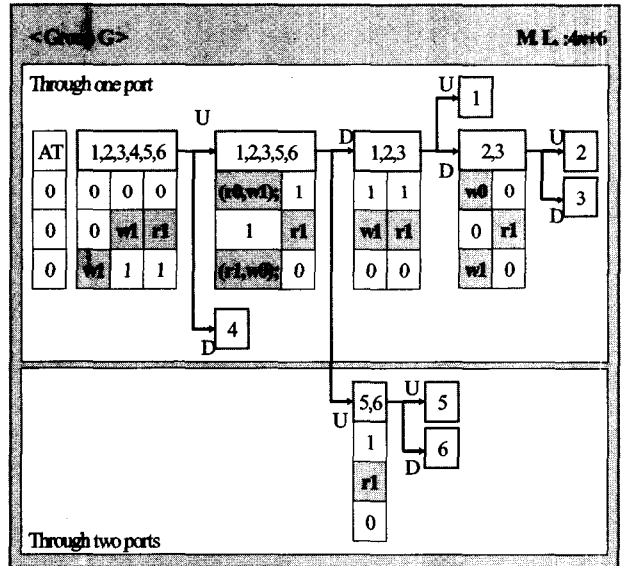 <Group G> M. L. :4n+6
Through one port
U
1
U
D
U
AT 1,2,3,4,5,6 1,2,3,5,6 1,2,3 2,3 2
D
0 0 0 0 (r0,w1); 1 1 1 w0 0 3
D
0 0 w1 r1 1 r1 w1 r1 0 r1
0 w1 1 1 (r1,w0); 0 0 0 w1 0
4
D
5,6 U 5
U
1 6
D
r1
0
Through two ports